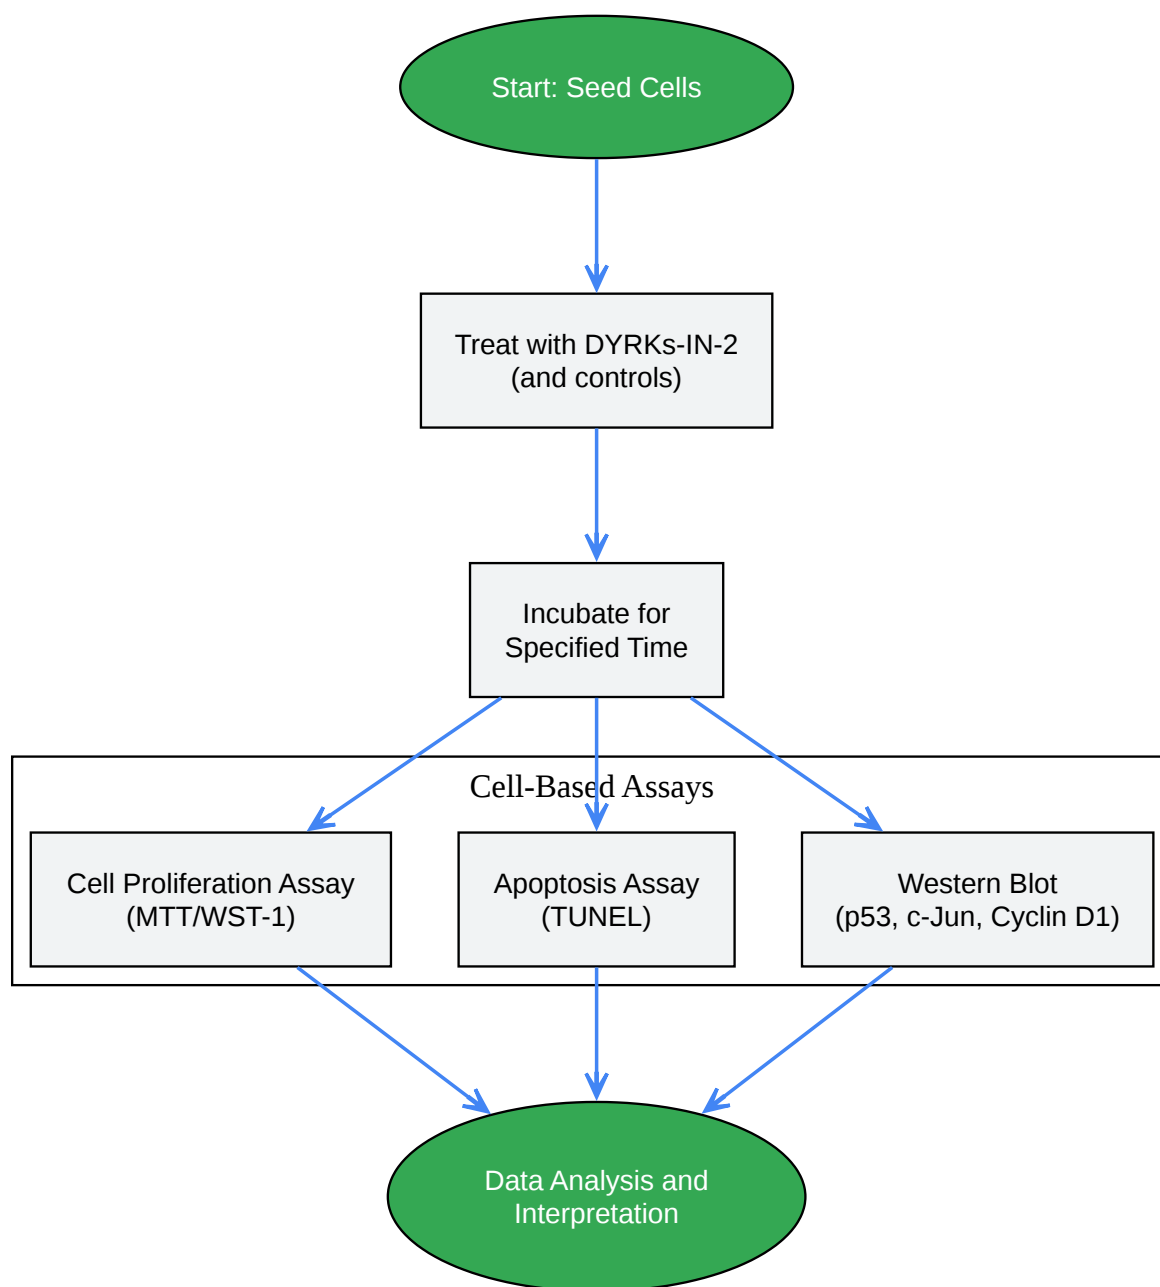 Start: Seed Cells
Treat with DYRKs-IN-2
(and controls)
Incubate for
Specified Time
Cell-Based Assays
Cell Proliferation Assay
(MTT/WST-1)
Apoptosis Assay
(TUNEL)
Western Blot
(p53, c-Jun, Cyclin D1)
Data Analysis and
Interpretation